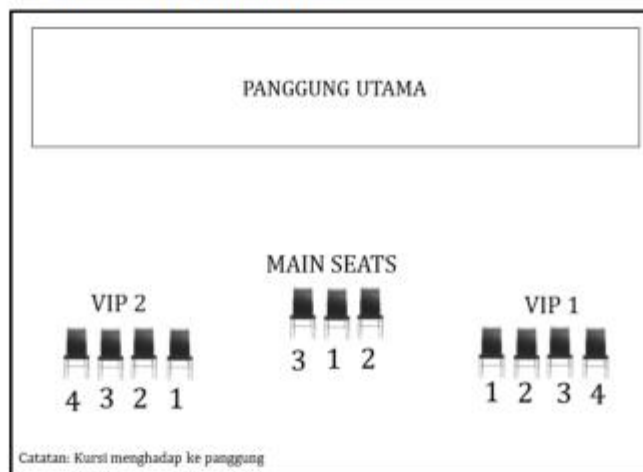 PANGGUNG UTAMA
MAIN SEATS
VIP 2
VIP 1
3 1 2
4 3 2 1
1 2 3 4
Catatan: Kursi menghadap ke panggung